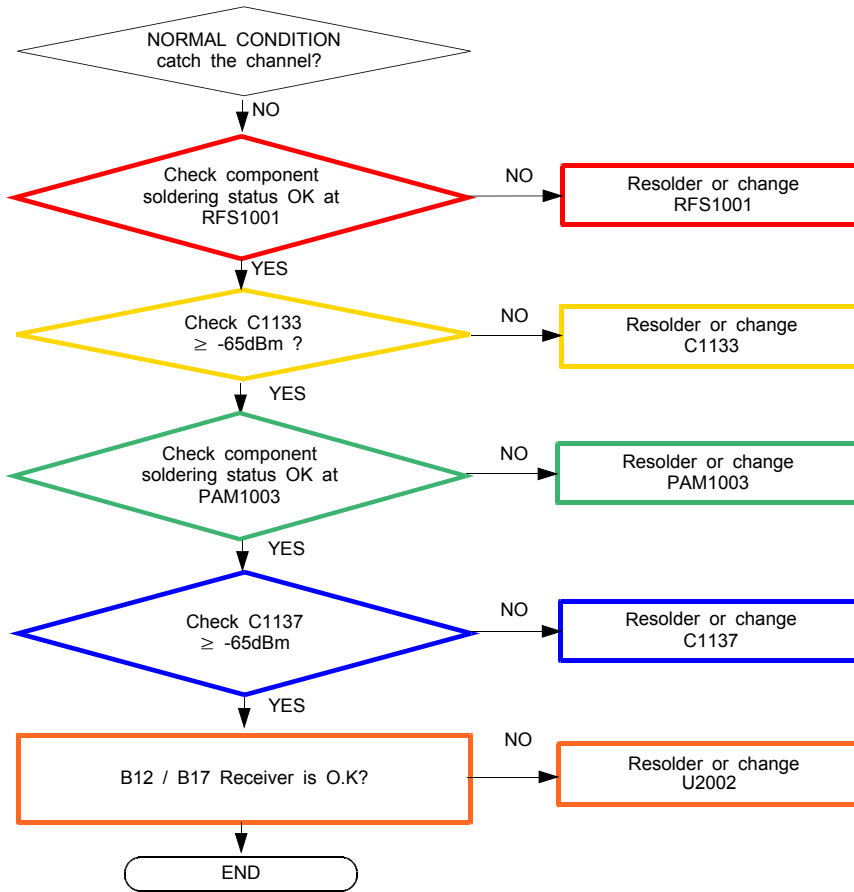 NORMAL CONDITION
catch the channel?
NO
Check component
soldering status OK at
RFS1001
NO
Resolder or change
RFS1001
YES
Check C1133
≥ -65dBm ?
NO
Resolder or change
C1133
YES
Check component
soldering status OK at
PAM1003
NO
Resolder or change
PAM1003
YES
Check C1137
≥ -65dBm
NO
Resolder or change
C1137
YES
B12 / B17 Receiver is O.K?
NO
Resolder or change
U2002
END